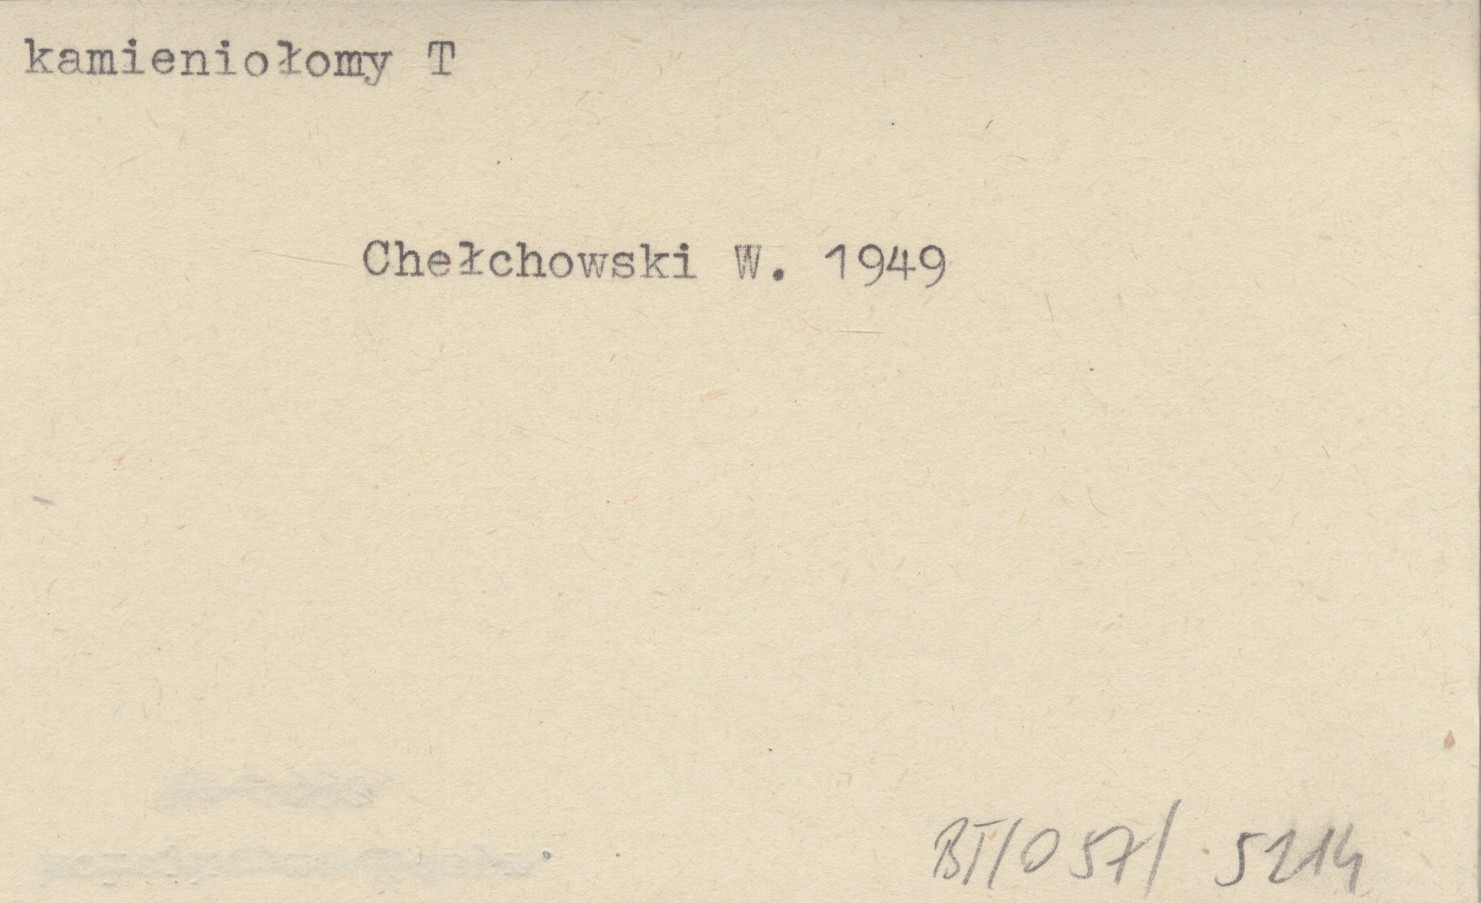 kamieniołomy T
Chełchowski W. 1949
BT/057/ 5214